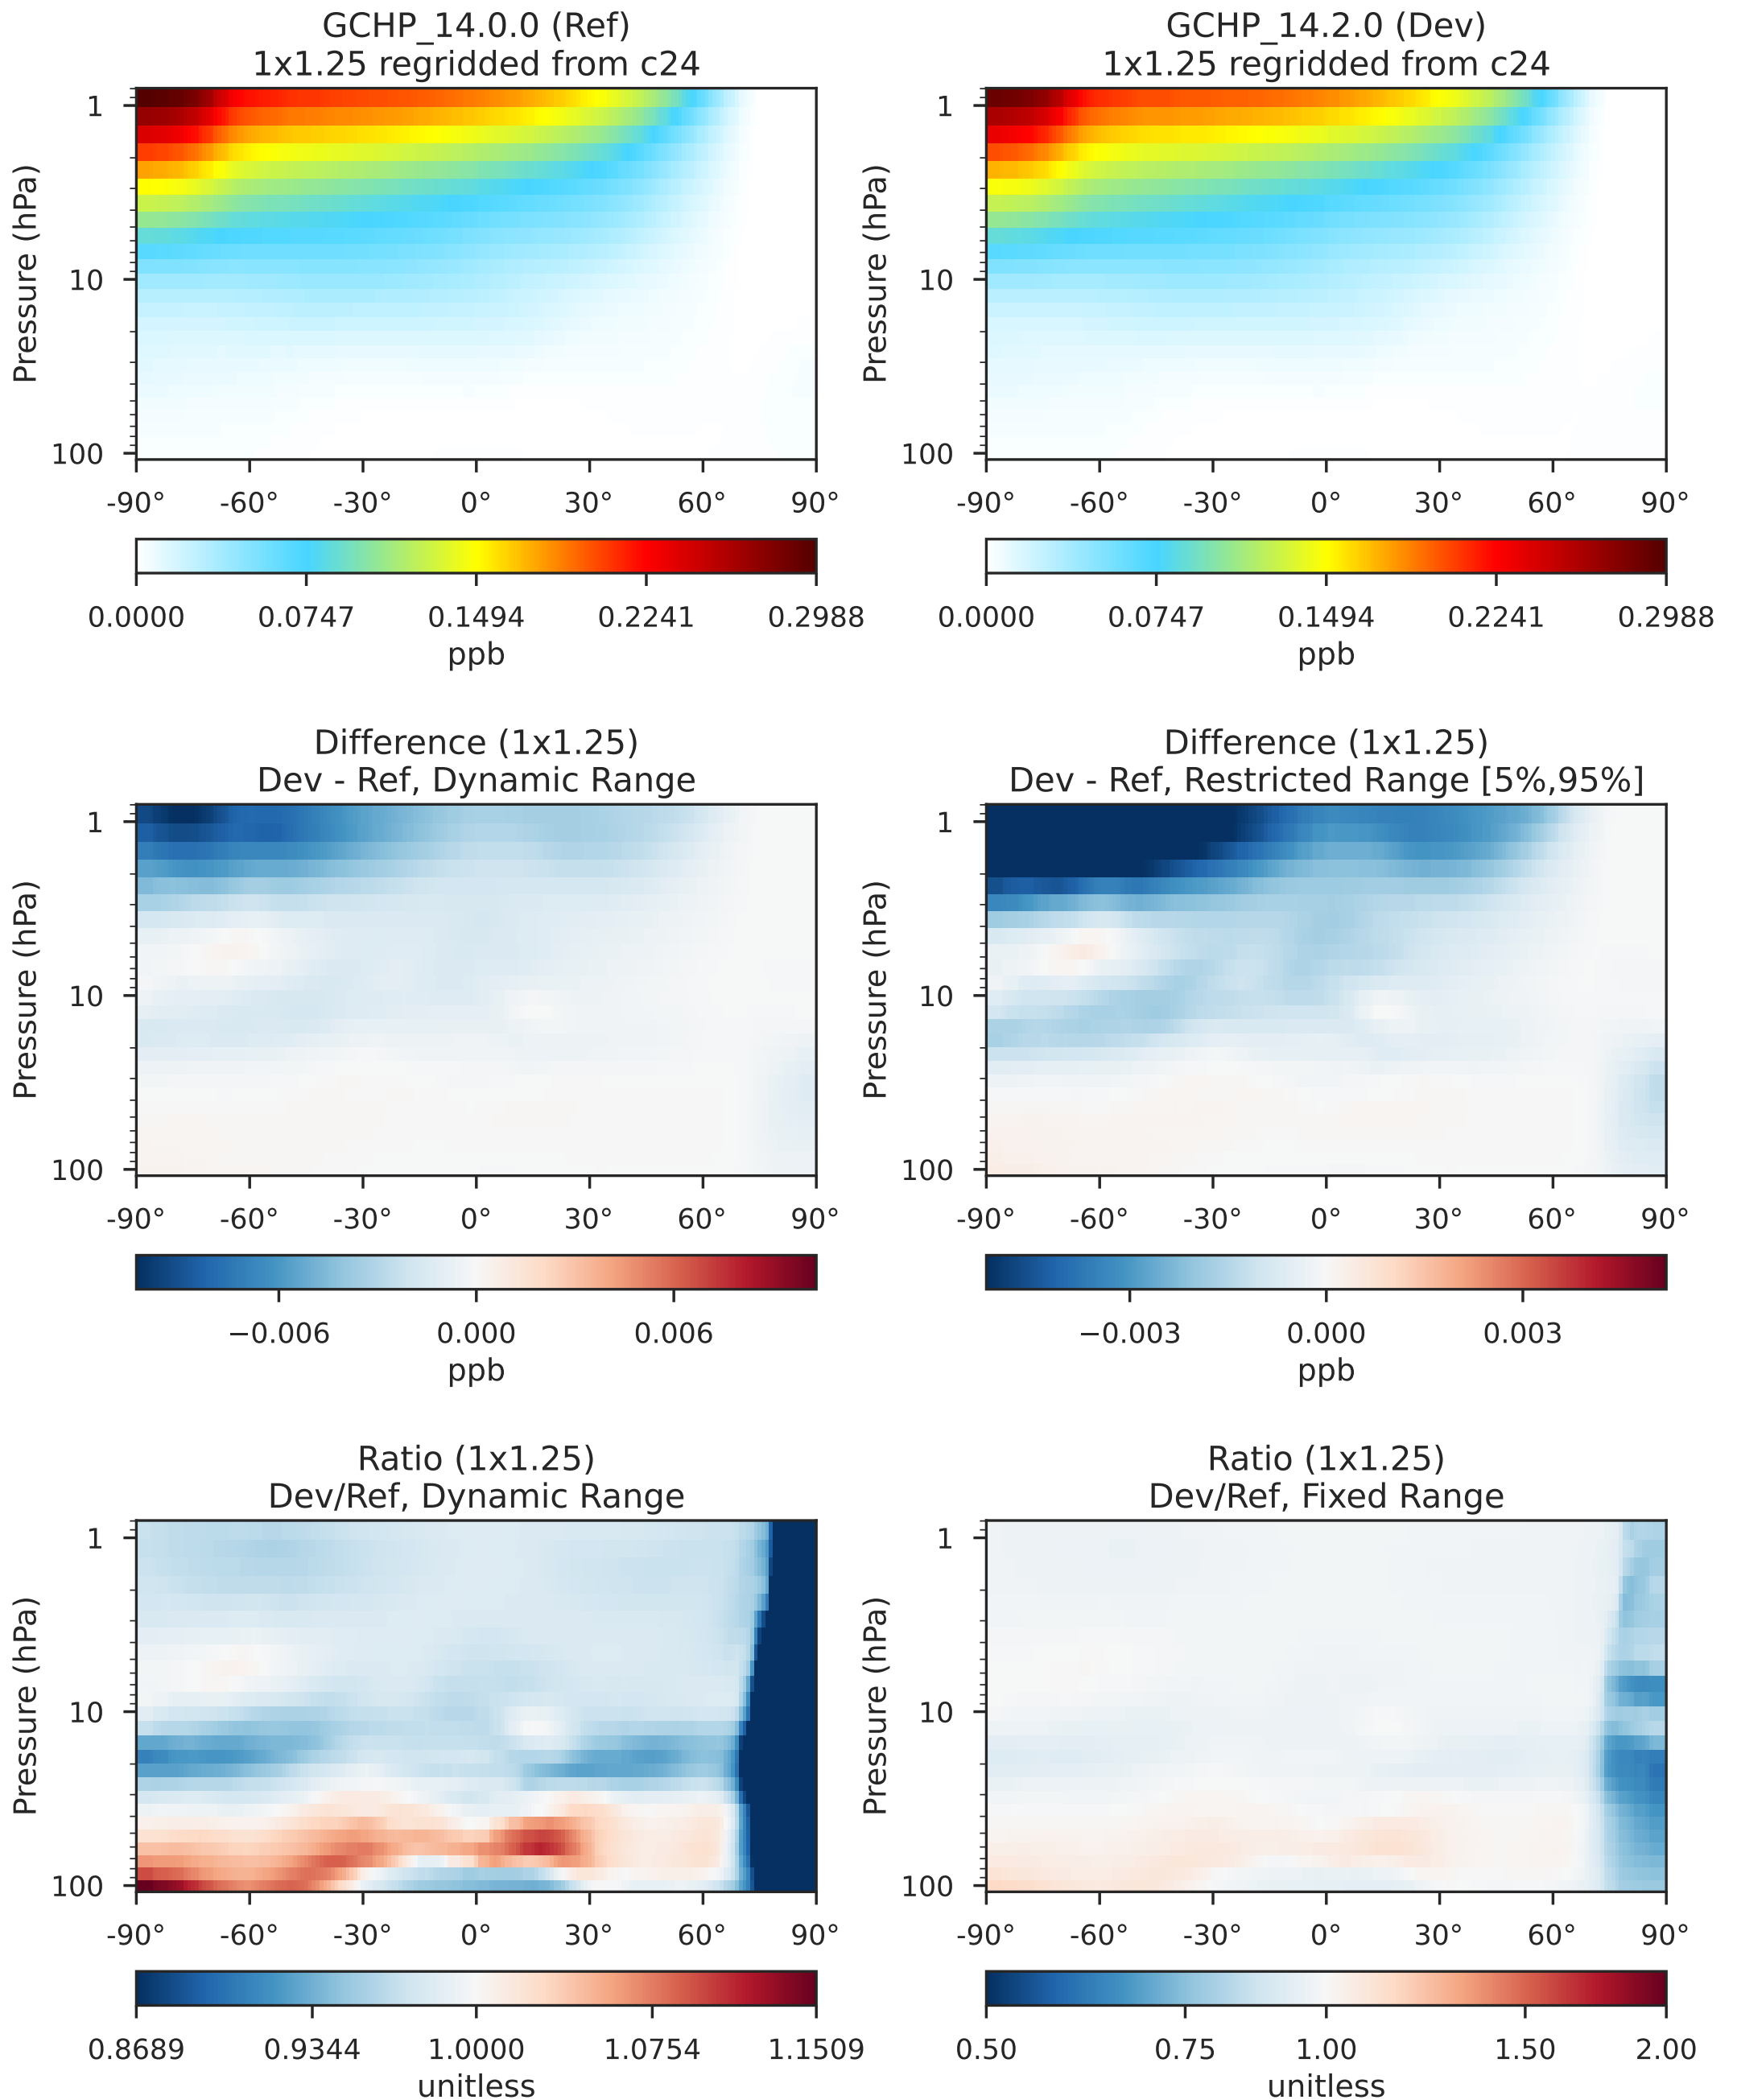 GCHP_14.0.0 (Ref)
1x1.25 regridded from c24
Pressure (hPa)
1
10
100
-90° -60° -30° 0° 30° 60° 90°
0.0000 0.0747 0.1494 0.2241 0.2988
ppb
GCHP_14.2.0 (Dev)
1x1.25 regridded from c24
Pressure (hPa)
1
10
100
-90° -60° -30° 0° 30° 60° 90°
0.0000 0.0747 0.1494 0.2241 0.2988
ppb
Difference (1x1.25)
Dev - Ref, Dynamic Range
Pressure (hPa)
1
10
100
-90° -60° -30° 0° 30° 60° 90°
−0.006 0.000 0.006
ppb
Difference (1x1.25)
Dev - Ref, Restricted Range [5%,95%]
Pressure (hPa)
1
10
100
-90° -60° -30° 0° 30° 60° 90°
−0.003 0.000 0.003
ppb
Ratio (1x1.25)
Dev/Ref, Dynamic Range
Pressure (hPa)
1
10
100
-90° -60° -30° 0° 30° 60° 90°
0.8689 0.9344 1.0000 1.0754 1.1509
unitless
Ratio (1x1.25)
Dev/Ref, Fixed Range
Pressure (hPa)
1
10
100
-90° -60° -30° 0° 30° 60° 90°
0.50 0.75 1.00 1.50 2.00
unitless